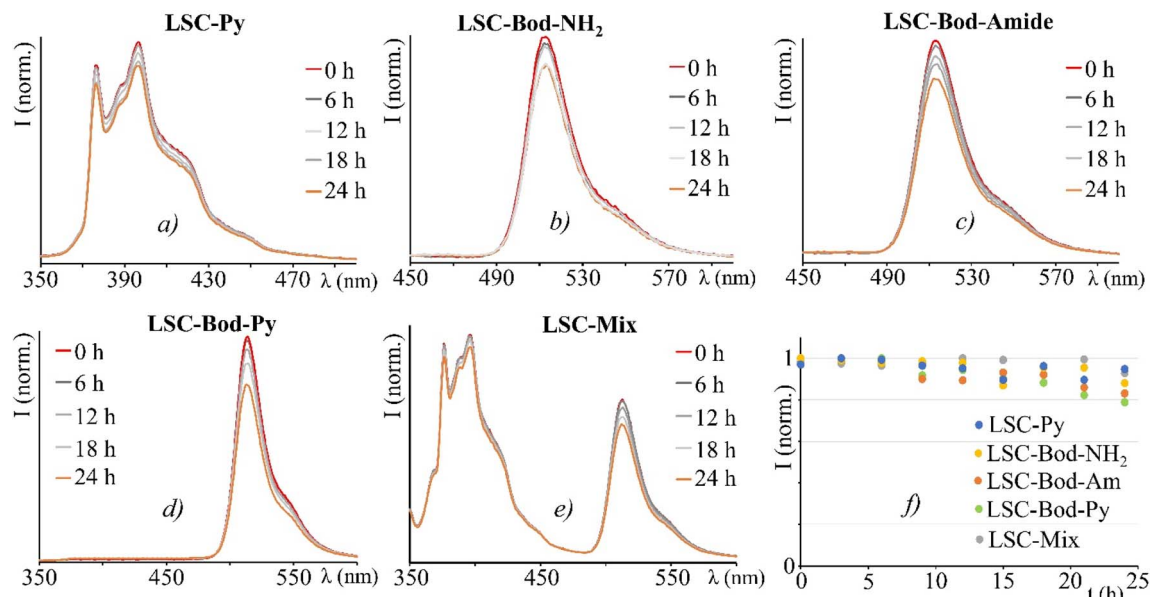 LSC-Py
I (norm.)
0 h
6 h
12 h
18 h
24 h
a)
350 390 430 470 λ (nm)
LSC-Bod-NH2
I (norm.)
0 h
6 h
12 h
18 h
24 h
b)
450 490 530 570 λ (nm)
LSC-Bod-Amide
I (norm.)
0 h
6 h
12 h
18 h
24 h
c)
450 490 530 570 λ (nm)
LSC-Bod-Py
I (norm.)
0 h
6 h
12 h
18 h
24 h
d)
350 450 550 λ (nm)
LSC-Mix
I (norm.)
0 h
6 h
12 h
18 h
24 h
e)
350 450 550 λ (nm)
1
I (norm.)
LSC-Py
LSC-Bod-NH2
LSC-Bod-Am
LSC-Bod-Py
LSC-Mix
f)
0
0 5 10 15 20 25
t (h)